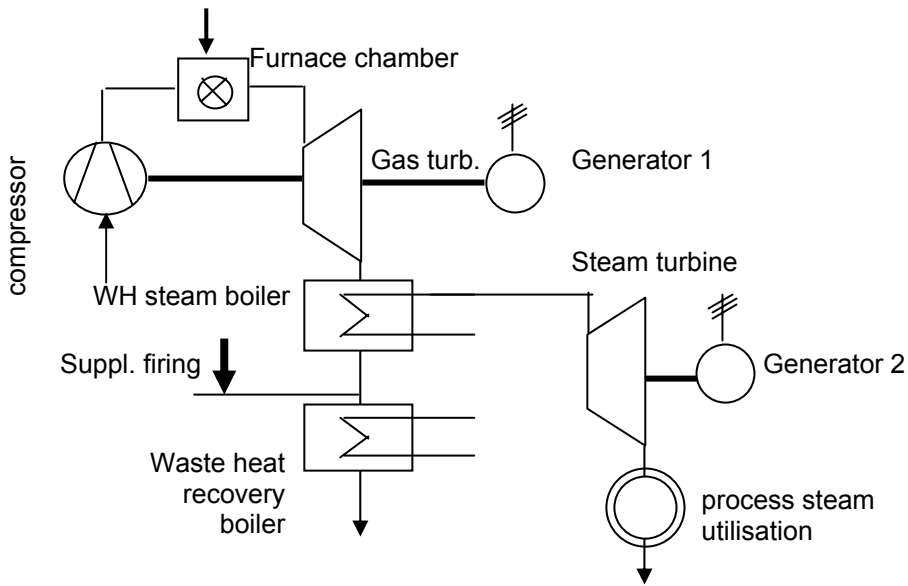 Furnace chamber
compressor
Gas turb.
Generator 1
WH steam boiler
Steam turbine
Suppl. firing
Generator 2
Waste heat
recovery
boiler
process steam
utilisation